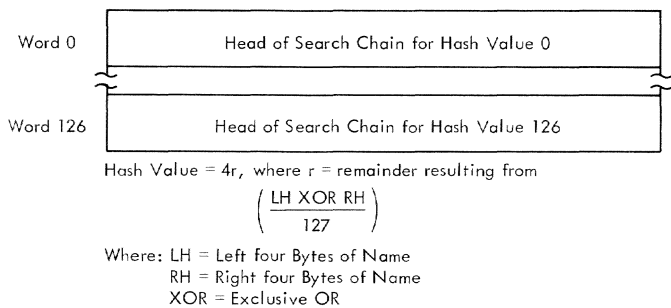 Word 0 Head of Search Chain for Hash Value 0
Word 126 Head of Search Chain for Hash Value 126
Hash Value = 4r, where r = remainder resulting from
( LH XOR RH
127 )
Where: LH = Left four Bytes of Name
RH = Right four Bytes of Name
XOR = Exclusive OR